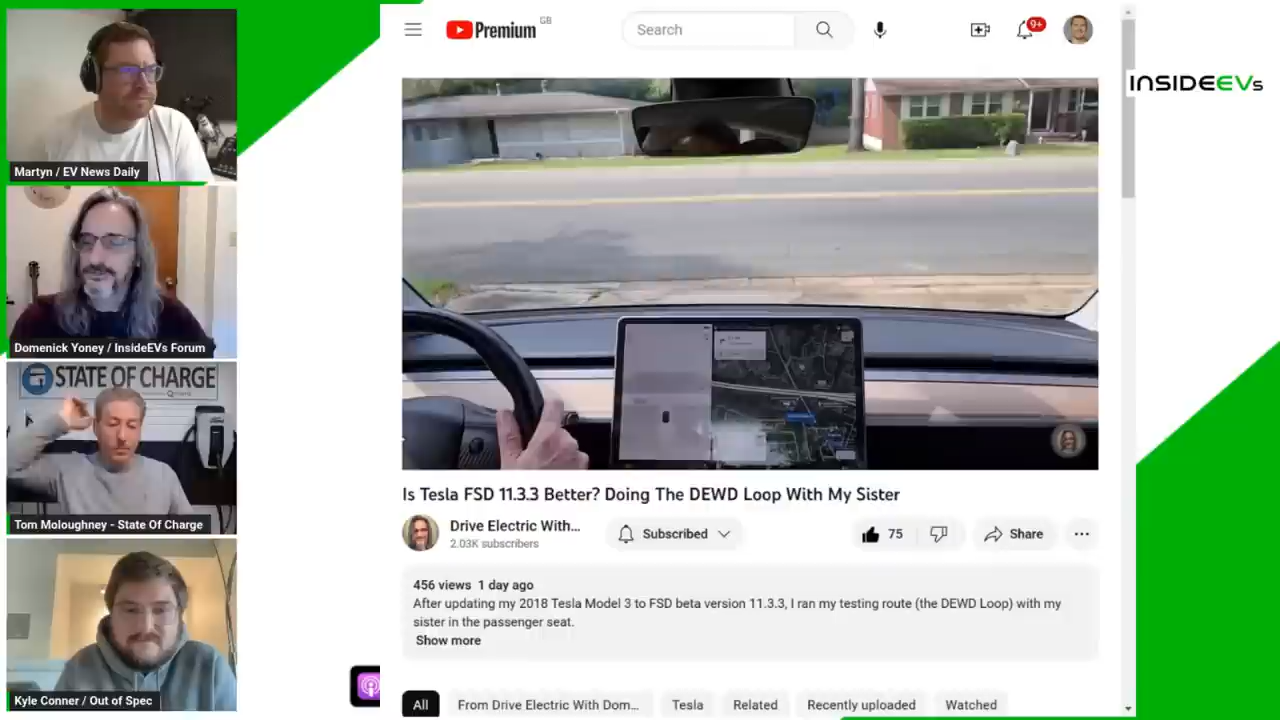 Martyn / EV News Daily
Domenick Yoney / InsideEVs Forum
STATE OF CHARGE
Tom Moloughney - State Of Charge
Kyle Conner / Out of Spec
Premium GB
Search
9+
INSIDEEVs
Is Tesla FSD 11.3.3 Better? Doing The DEWD Loop With My Sister
Drive Electric With...
2.03K subscribers
Subscribed
75
Share
456 views 1 day ago
After updating my 2018 Tesla Model 3 to FSD beta version 11.3.3, I ran my testing route (the DEWD Loop) with my
sister in the passenger seat.
Show more
All
From Drive Electric With Dom...
Tesla
Related
Recently uploaded
Watched